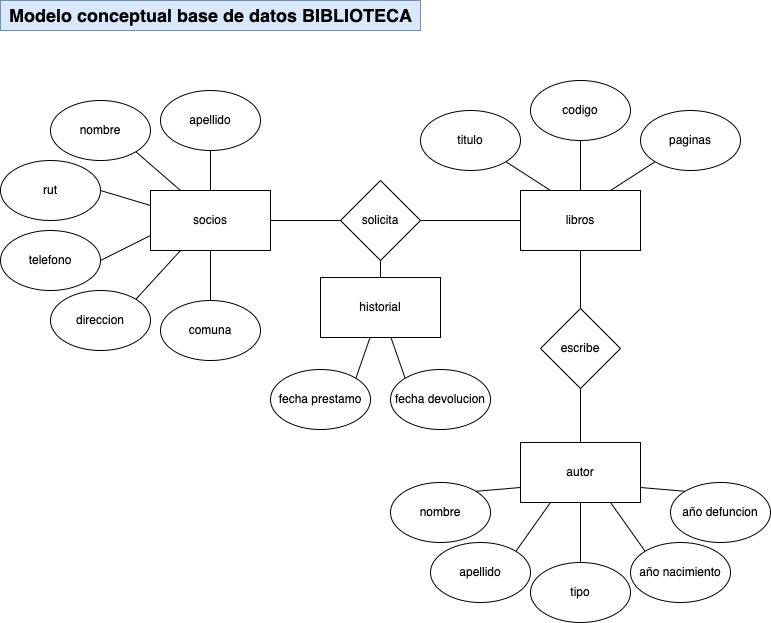 Modelo conceptual base de datos BIBLIOTECA
nombre
apellido
rut
telefono
direccion
comuna
socios
solicita
historial
fecha prestamo
fecha devolucion
titulo
codigo
paginas
libros
escribe
autor
nombre
apellido
tipo
año nacimiento
año defuncion